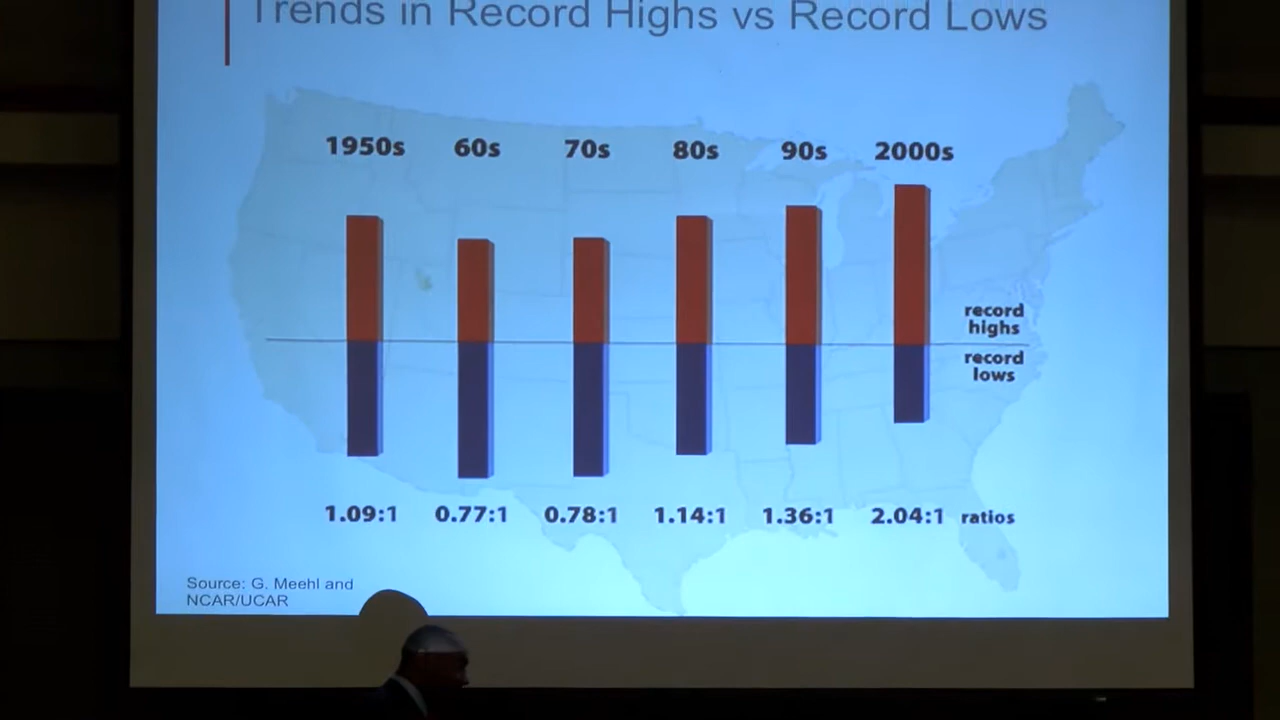 Trends in Record Highs vs Record Lows
1950s 60s 70s 80s 90s 2000s
record
highs
record
lows
1.09:1 0.77:1 0.78:1 1.14:1 1.36:1 2.04:1 ratios
Source: G. Meehl and
NCAR/UCAR